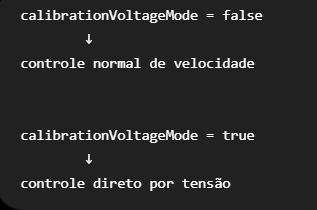 calibrationVoltageMode = false
↓
controle normal de velocidade
calibrationVoltageMode = true
↓
controle direto por tensão